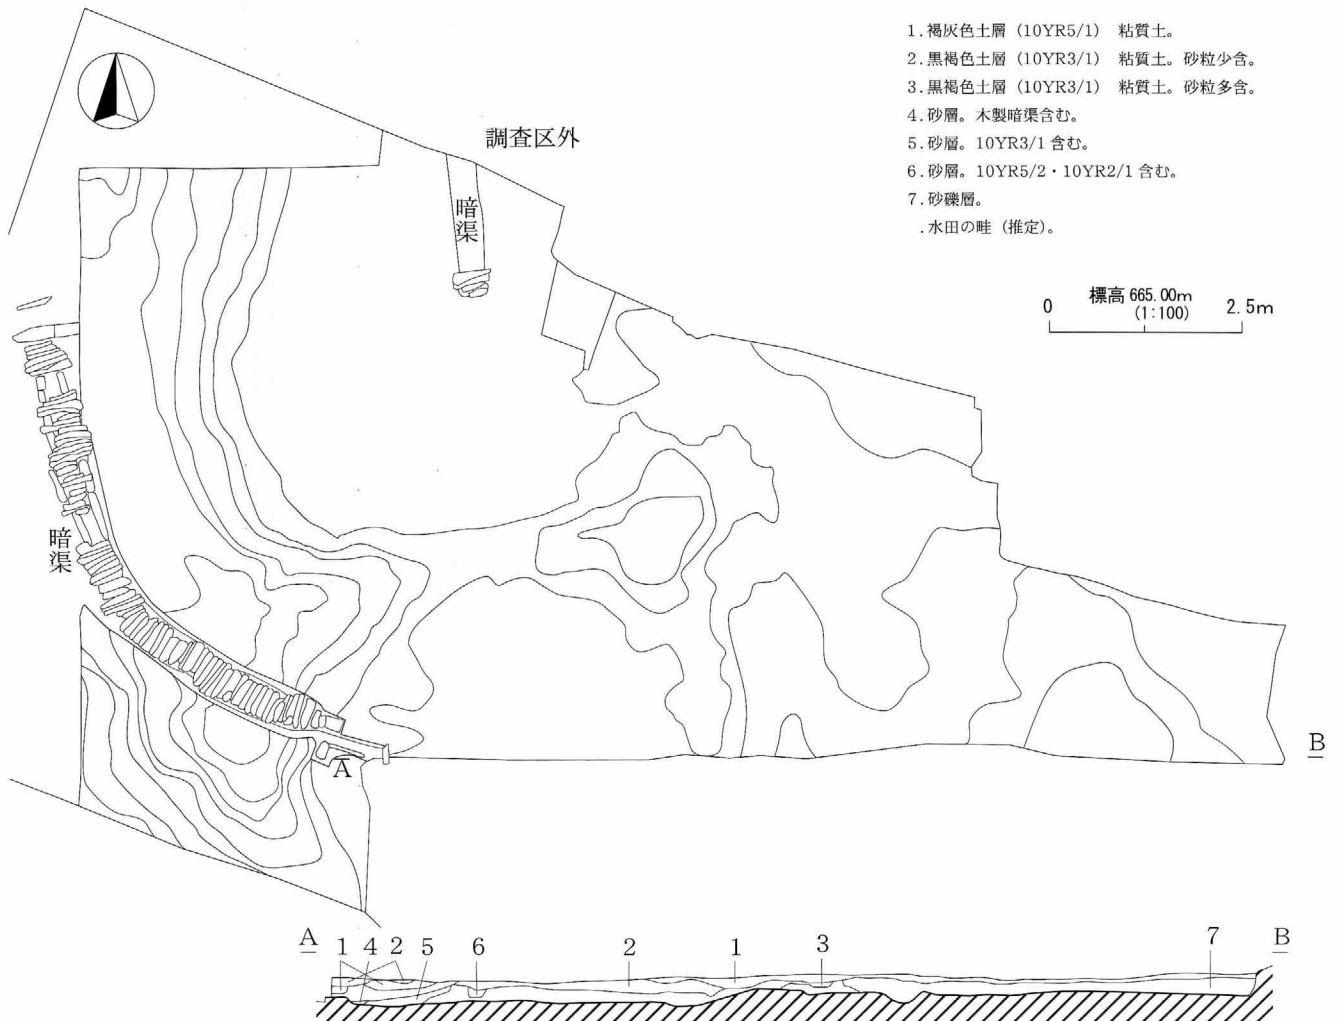 1.褐灰色土層（10YR5/1） 粘質土。
2.黒褐色土層（10YR3/1） 粘質土。砂粒少含。
3.黒褐色土層（10YR3/1） 粘質土。砂粒多含。
4.砂層。木製暗渠含む。
5.砂層。10YR3/1含む。
6.砂層。10YR5/2・10YR2/1含む。
7.砂礫層。
.水田の畦（推定）。
調査区外
暗渠
標高 665.00m
0 (1:100) 2.5m
暗渠
A
B
A 1 4 2 5 6 2 1 3 7 B